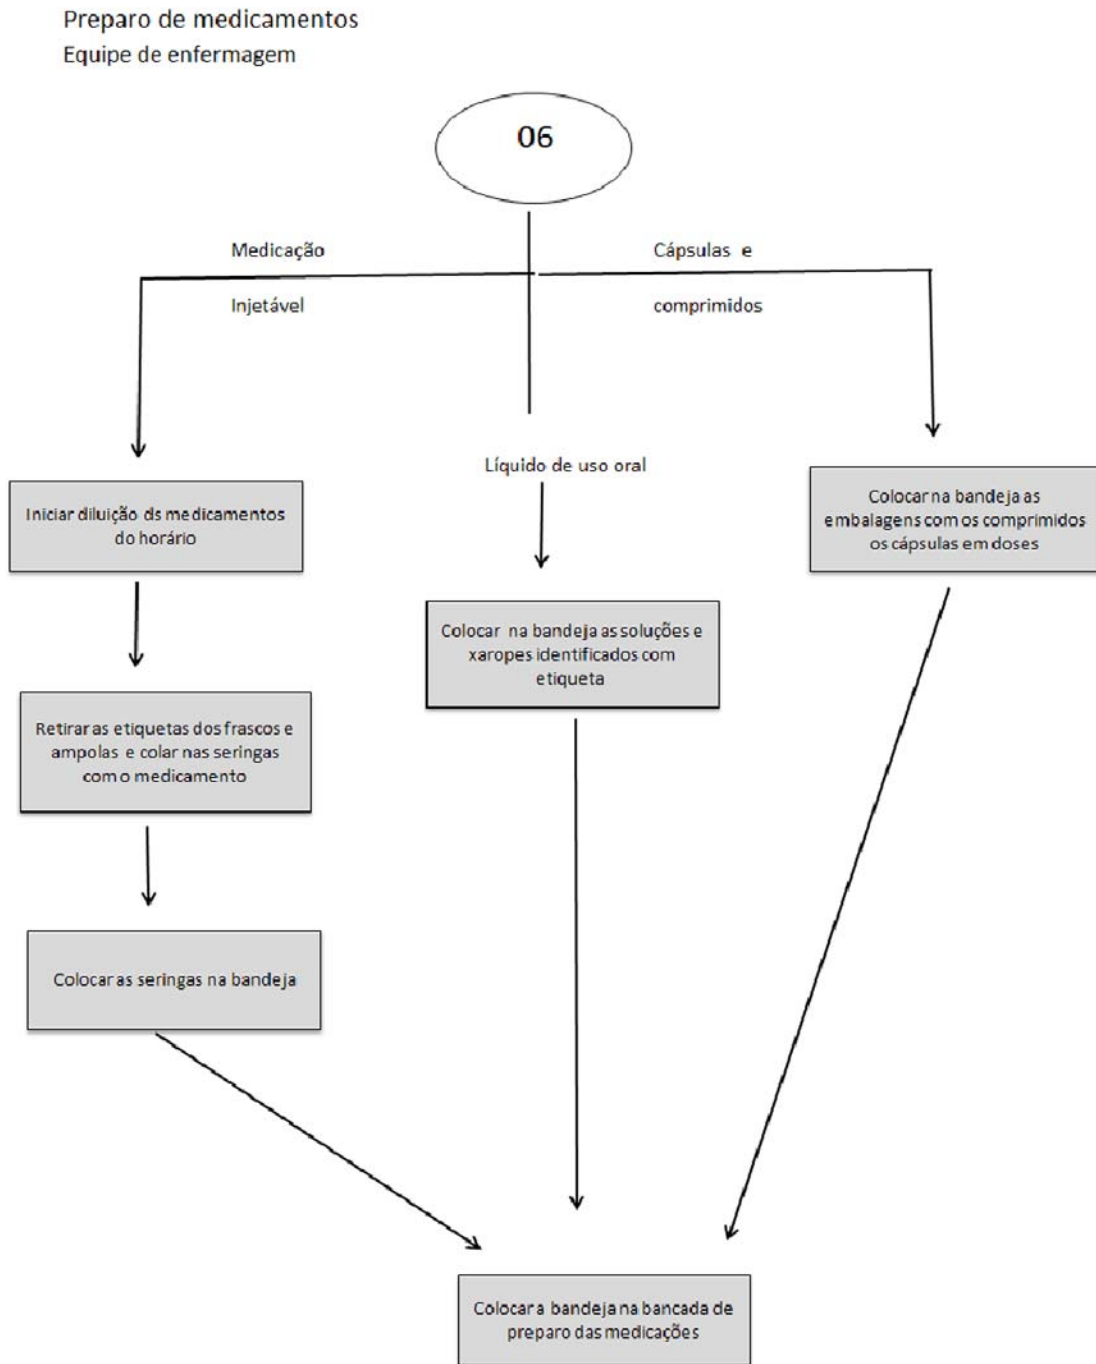 Preparo de medicamentos
Equipe de enfermagem
06
Medicação
Injetável
Cápsulas e
comprimidos
Líquido de uso oral
Iniciar diluição ds medicamentos
do horário
Colocar na bandeja as
embalagens com os comprimidos
os cápsulas em doses
Colocar na bandeja as soluções e
xaropes identificados com
etiqueta
Retirar as etiquetas dos frascos e
ampolas e colar nas seringas
com o medicamento
Colocar as seringas na bandeja
Colocar a bandeja na bancada de
preparo das medicações